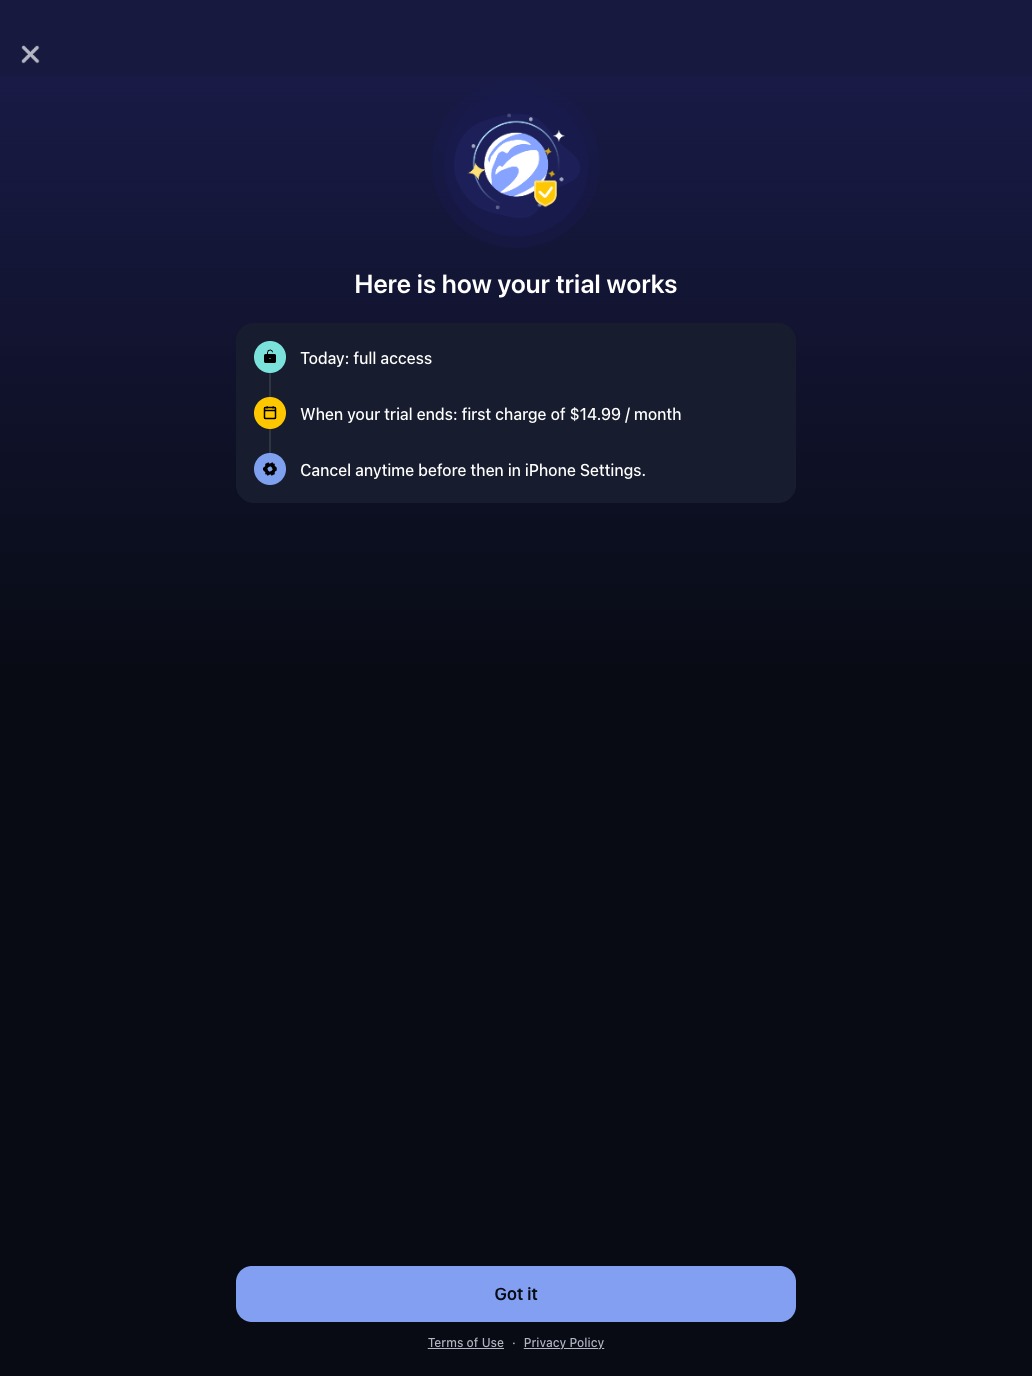 Here is how your trial works
Today: full access
When your trial ends: first charge of $14.99 / month
Cancel anytime before then in iPhone Settings.
Got it
Terms of Use · Privacy Policy